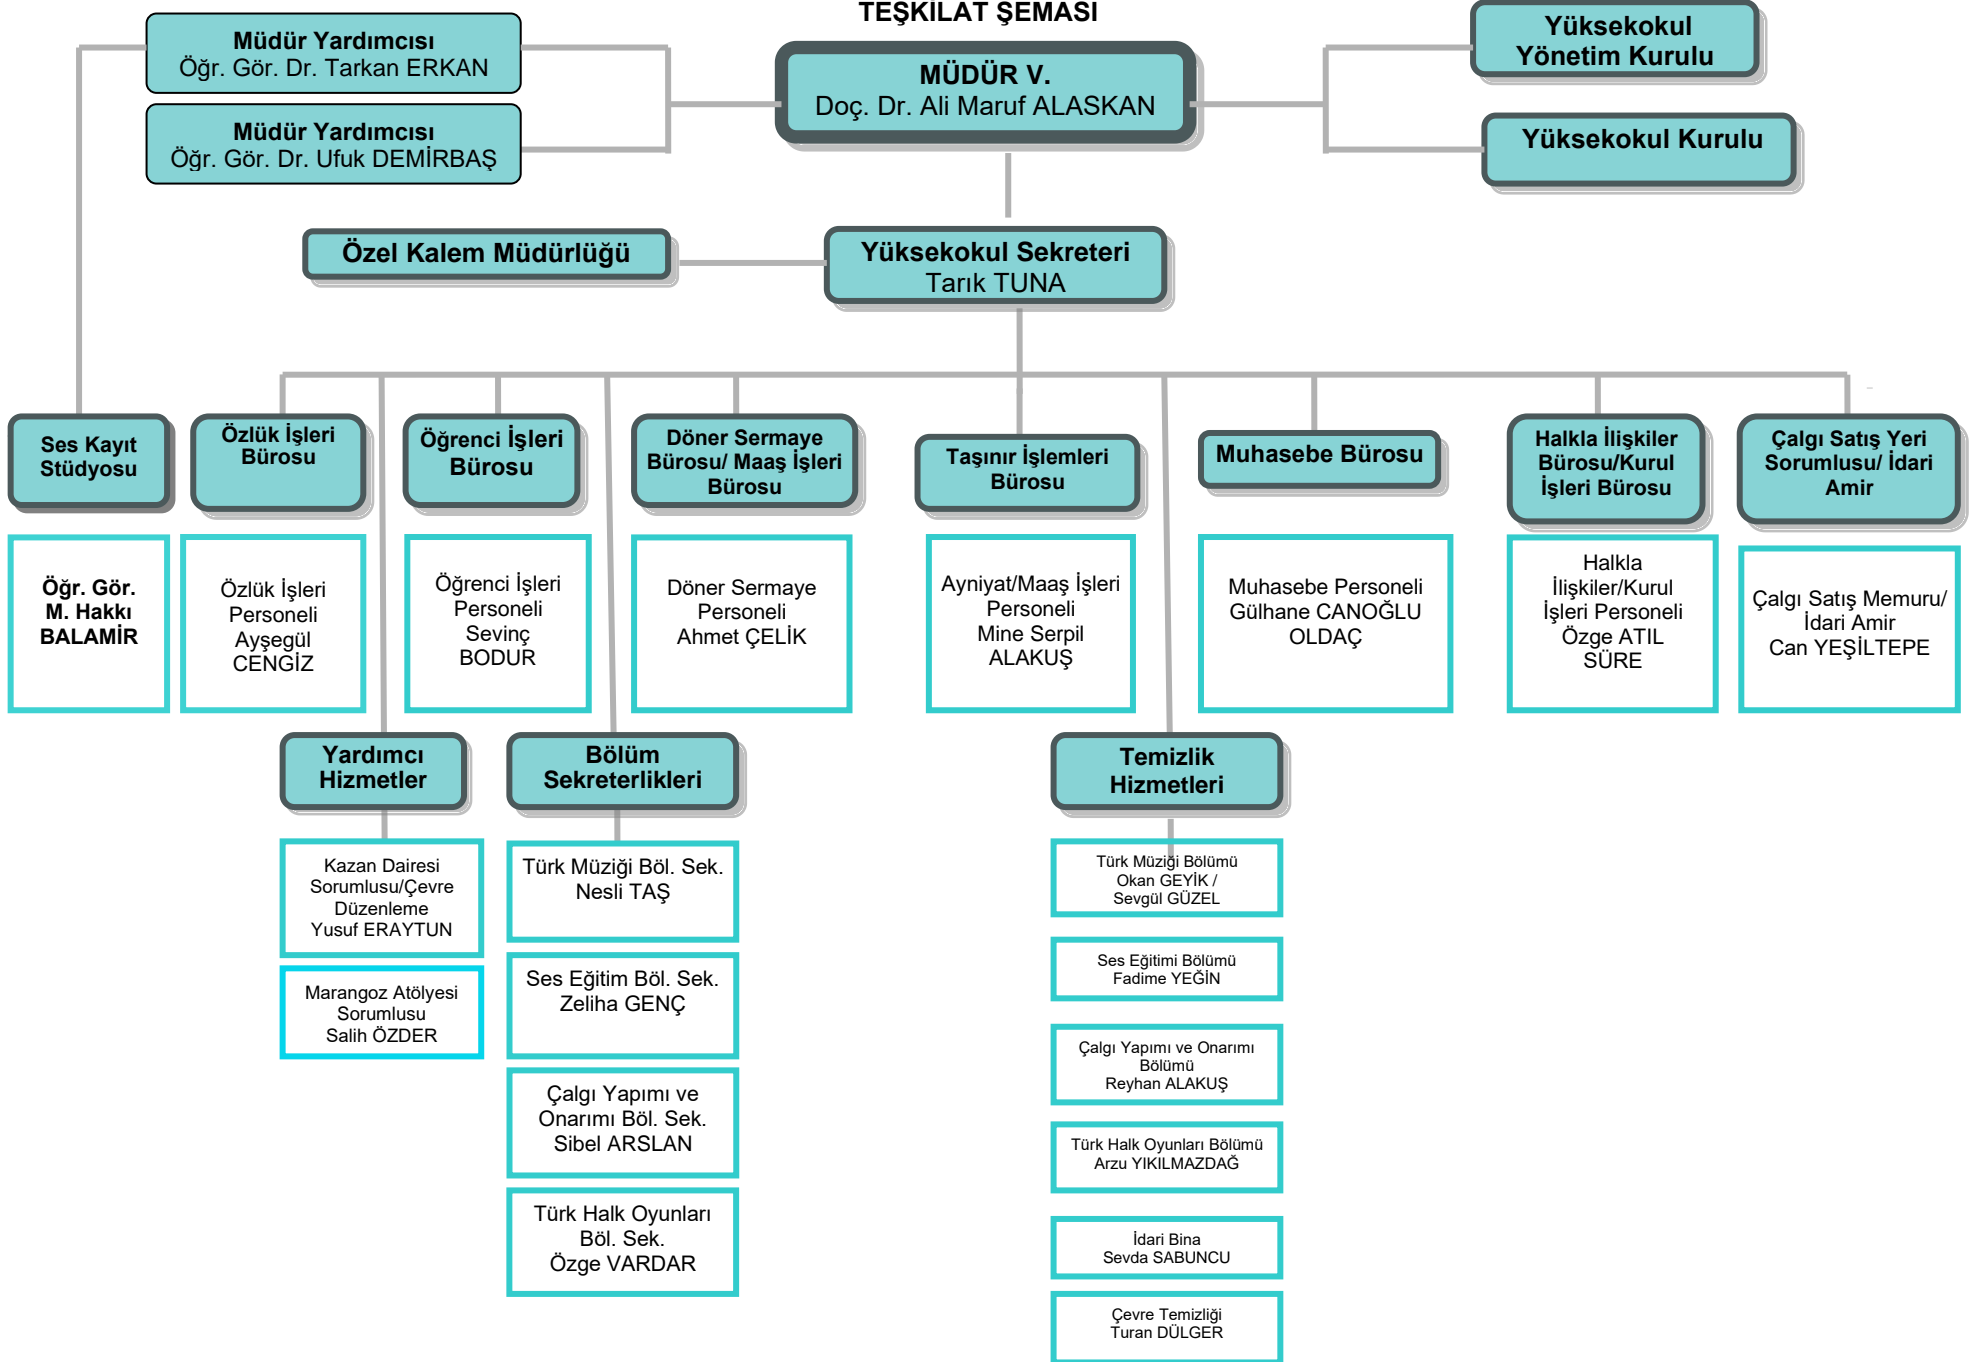 TEŞKİLAT ŞEMASI
Müdür Yardımcısı
Öğr. Gör. Dr. Tarkan ERKAN
Müdür Yardımcısı
Öğr. Gör. Dr. Ufuk DEMİRBAŞ
MÜDÜR V.
Doç. Dr. Ali Maruf ALASKAN
Yüksekokul
Yönetim Kurulu
Yüksekokul Kurulu
Özel Kalem Müdürlüğü
Yüksekokul Sekreteri
Tarık TUNA
Ses Kayıt
Stüdyosu
Özlük İşleri
Bürosu
Öğrenci İşleri
Bürosu
Döner Sermaye
Bürosu/ Maaş İşleri
Bürosu
Taşınır İşlemleri
Bürosu
Muhasebe Bürosu
Halkla İlişkiler
Bürosu/Kurul
İşleri Bürosu
Çalgı Satış Yeri
Sorumlusu/ İdari
Amir
Öğr. Gör.
M. Hakkı
BALAMİR
Özlük İşleri
Personeli
Ayşegül
CENGİZ
Öğrenci İşleri
Personeli
Sevinç
BODUR
Döner Sermaye
Personeli
Ahmet ÇELİK
Ayniyat/Maaş İşleri
Personeli
Mine Serpil
ALAKUŞ
Muhasebe Personeli
Gülhane CANOĞLU
OLDAÇ
Halkla
İlişkiler/Kurul
İşleri Personeli
Özge ATIL
SÜRE
Çalgı Satış Memuru/
İdari Amir
Can YEŞİLTEPE
Yardımcı
Hizmetler
Bölüm
Sekreterlikleri
Temizlik
Hizmetleri
Kazan Dairesi
Sorumlusu/Çevre
Düzenleme
Yusuf ERAYTUN
Marangoz Atölyesi
Sorumlusu
Salih ÖZDER
Türk Müziği Böl. Sek.
Nesli TAŞ
Ses Eğitim Böl. Sek.
Zeliha GENÇ
Çalgı Yapımı ve
Onarımı Böl. Sek.
Sibel ARSLAN
Türk Halk Oyunları
Böl. Sek.
Özge VARDAR
Türk Müziği Bölümü
Okan GEYİK /
Sevgül GÜZEL
Ses Eğitimi Bölümü
Fadime YEĞİN
Çalgı Yapımı ve Onarımı
Bölümü
Reyhan ALAKUŞ
Türk Halk Oyunları Bölümü
Arzu YIKILMAZDAĞ
İdari Bina
Sevda SABUNCU
Çevre Temizliği
Turan DÜLGER